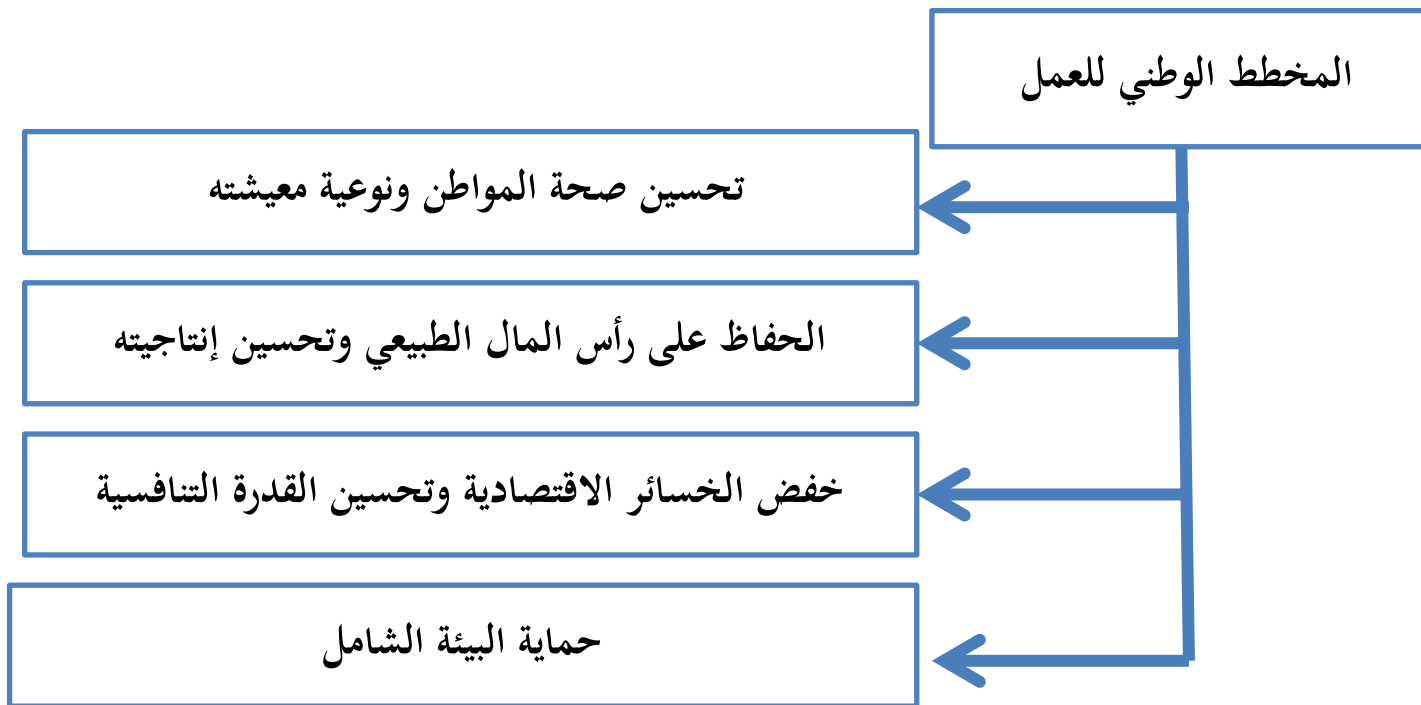 المخطط الوطني للعمل
تحسين صحة المواطن ونوعية معيشته
الحفاظ على رأس المال الطبيعي وتحسين إنتاجيته
خفض الخسائر الاقتصادية وتحسين القدرة التنافسية
حماية البيئة الشامل